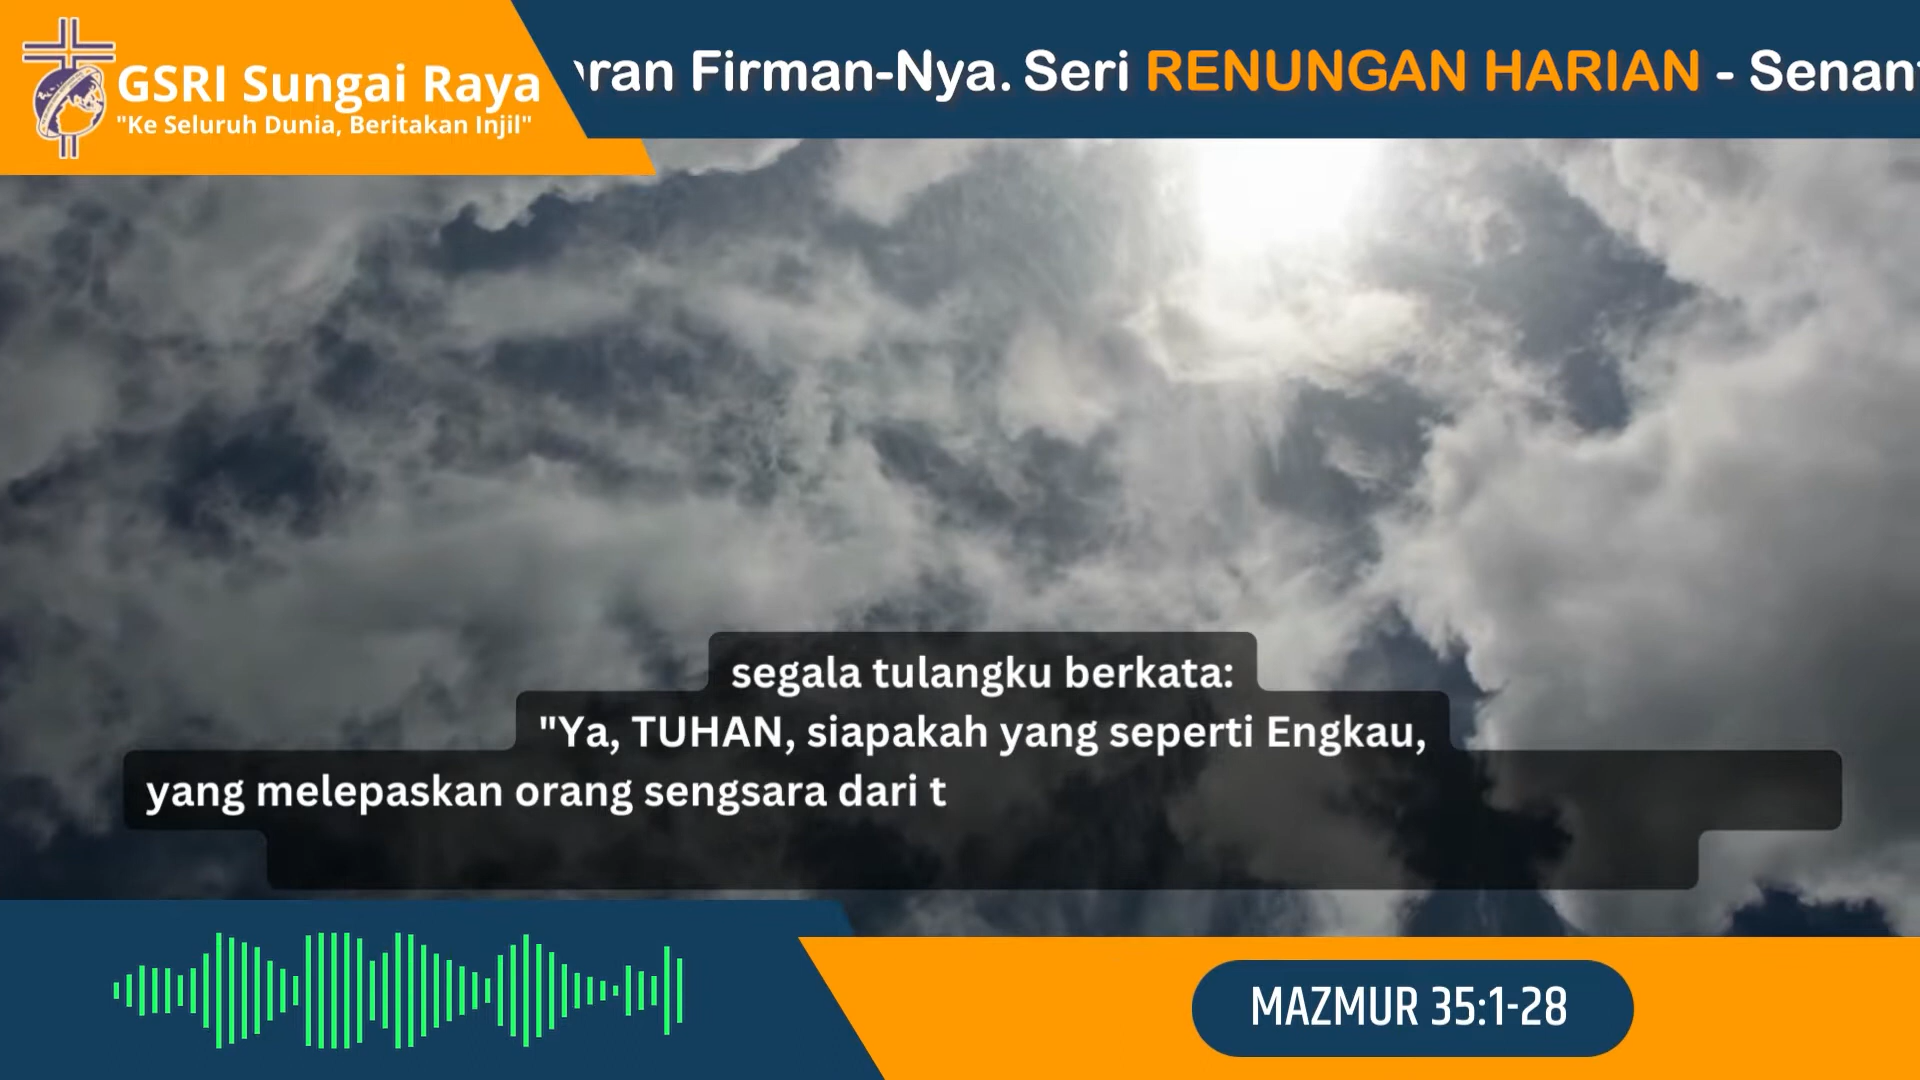 GSRI Sungai Raya
"Ke Seluruh Dunia, Beritakan Injil"
ran Firman-Nya. Seri RENUNGAN HARIAN - Senan
segala tulangku berkata:
"Ya, TUHAN, siapakah yang seperti Engkau,
yang melepaskan orang sengsara dari t
MAZMUR 35:1-28